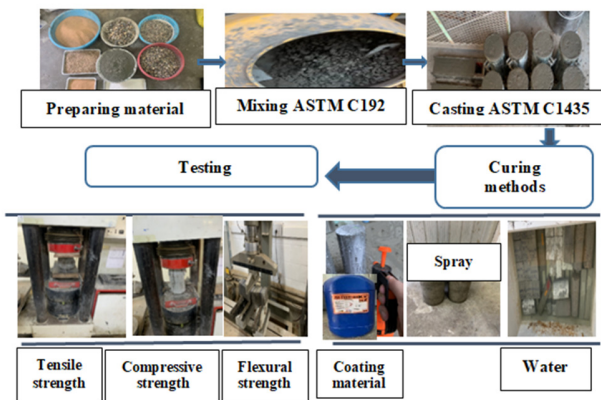 Preparing material
Mixing ASTM C192
Casting ASTM C1435
Testing
Curing
methods
Spray
Tensile
strength
Compressive
strength
Flexural
strength
Coating
material
Water